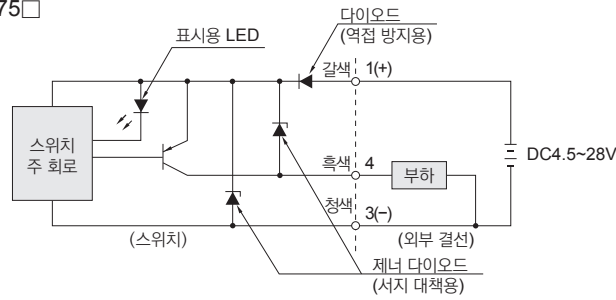 75□
다이오드
(역접 방지용)
표시용 LED
갈색 1(+)
스위치
주 회로
DC4.5~28V
흑색 4
부하
청색 3(−)
(스위치)
(외부 결선)
제너 다이오드
(서지 대책용)